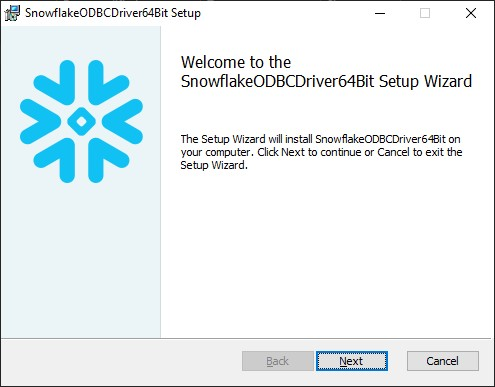 SnowflakeODBCDriver64Bit Setup
Welcome to the
SnowflakeODBCDriver64Bit Setup Wizard
The Setup Wizard will install SnowflakeODBCDriver64Bit on
your computer. Click Next to continue or Cancel to exit the
Setup Wizard.
Back Next Cancel